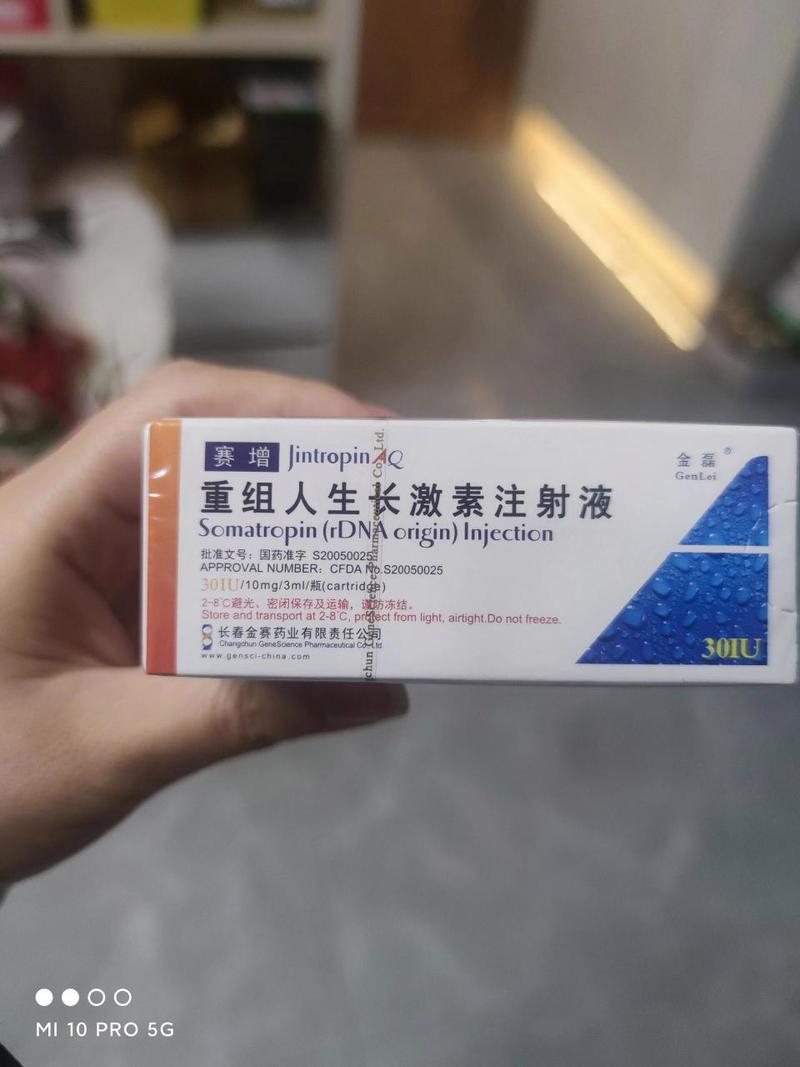 赛增 Jintropin AQ
金磊®
GenLei
重组人生长激素注射液
Somatropin (rDNA origin) Injection
批准文号：国药准字 S20050025
APPROVAL NUMBER: CFDA No.S20050025
30IU/10mg/3ml/瓶(cartridge)
2-8℃避光、密闭保存及运输，谨防冻结。
Store and transport at 2-8℃, protect from light, airtight.Do not freeze.
长春金赛药业有限责任公司
Changchun GeneScience Pharmaceutical Co.,Ltd.
www.gensci-china.com
30IU
chun GeneScience Pharmaceutical Co., Ltd.
MI 10 PRO 5G